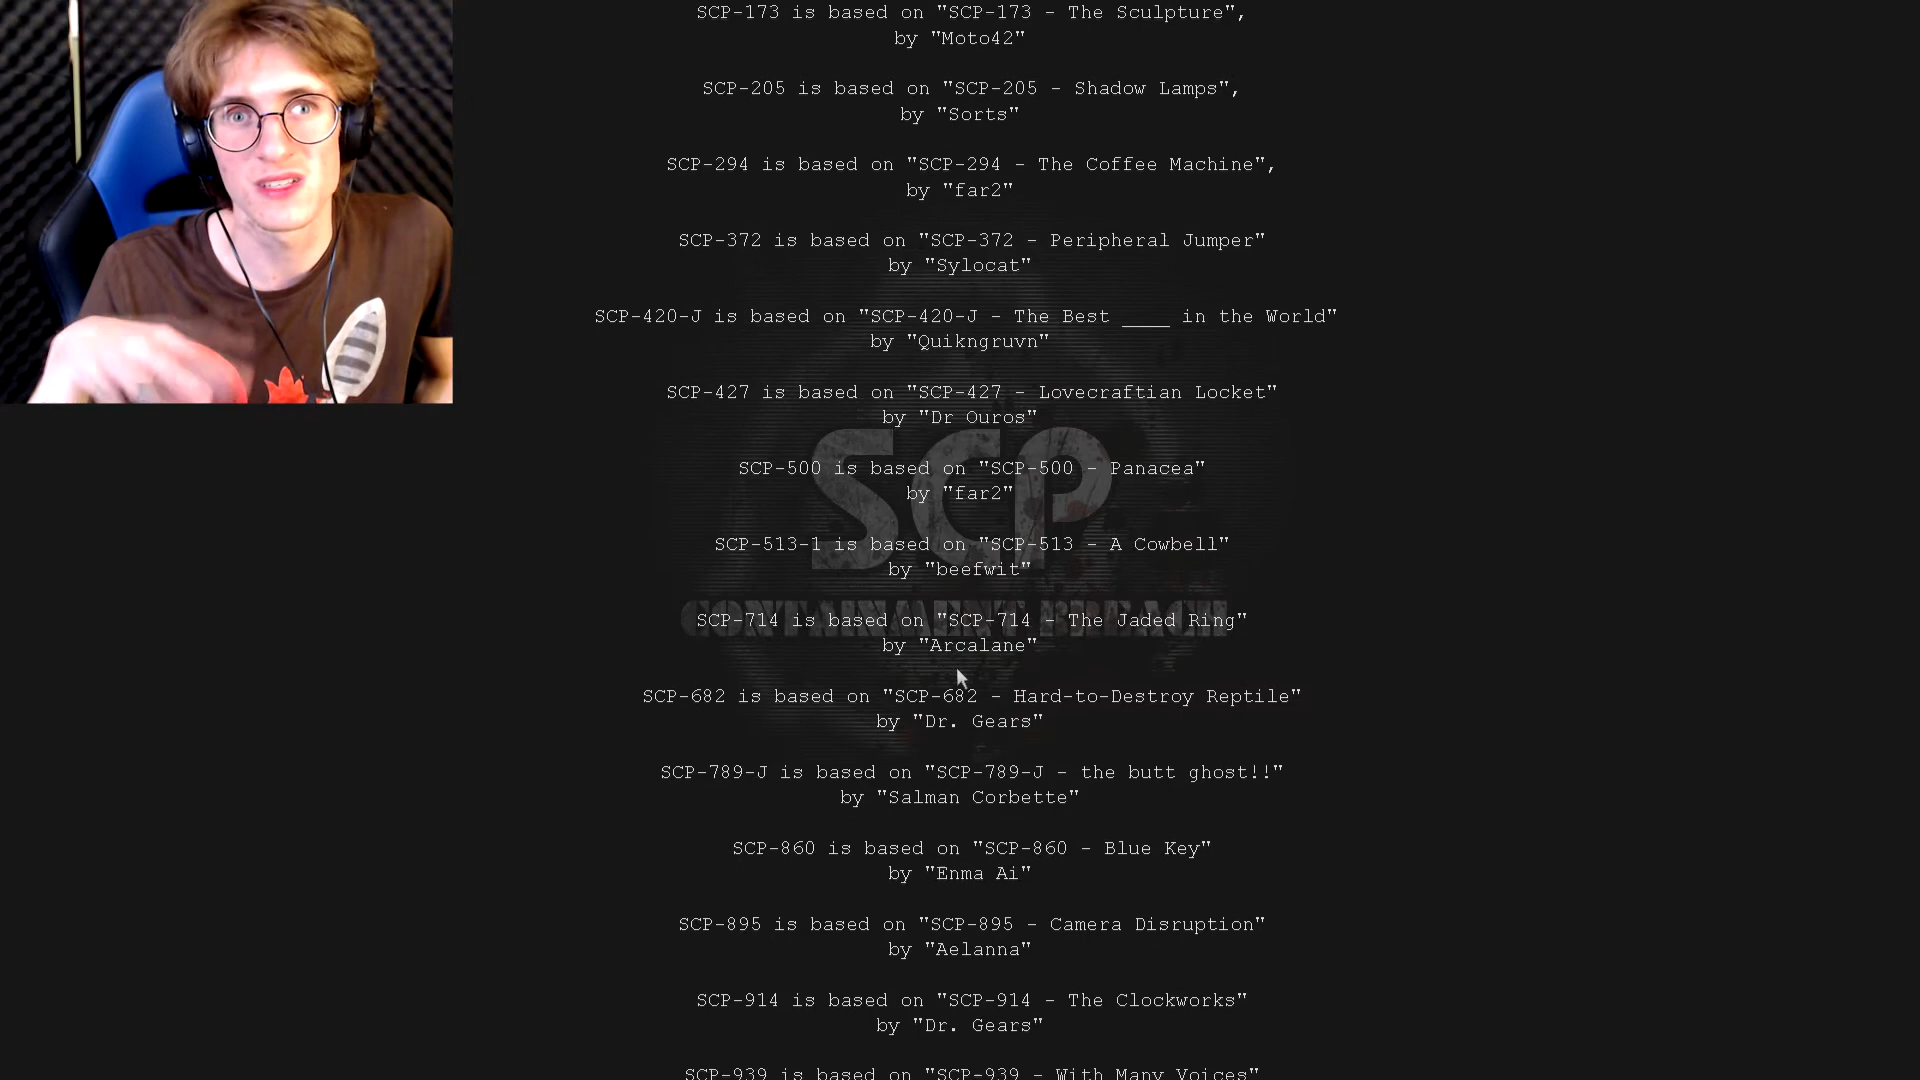 SCP-173 is based on "SCP-173 - The Sculpture",
by "Moto42"
SCP-205 is based on "SCP-205 - Shadow Lamps",
by "Sorts"
SCP-294 is based on "SCP-294 - The Coffee Machine",
by "far2"
SCP-372 is based on "SCP-372 - Peripheral Jumper"
by "Sylocat"
SCP-420-J is based on "SCP-420-J - The Best ____ in the World"
by "Quikngruvn"
SCP-427 is based on "SCP-427 - Lovecraftian Locket"
by "Dr Ouros"
SCP
SCP-500 is based on "SCP-500 - Panacea"
by "far2"
SCP-513-1 is based on "SCP-513 - A Cowbell"
by "beefwit"
CONTAINMENT BREACH
SCP-714 is based on "SCP-714 - The Jaded Ring"
by "Arcalane"
SCP-682 is based on "SCP-682 - Hard-to-Destroy Reptile"
by "Dr. Gears"
SCP-789-J is based on "SCP-789-J - the butt ghost!!"
by "Salman Corbette"
SCP-860 is based on "SCP-860 - Blue Key"
by "Enma Ai"
SCP-895 is based on "SCP-895 - Camera Disruption"
by "Aelanna"
SCP-914 is based on "SCP-914 - The Clockworks"
by "Dr. Gears"
SCP-939 is based on "SCP-939 - With Many Voices"